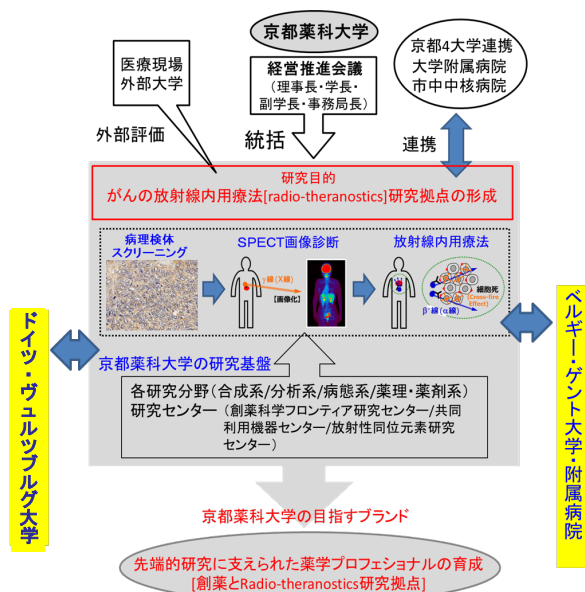 京都薬科大学
経営推進会議
(理事長・学長・
副学長・事務局長)
医療現場
外部大学
京都4大学連携
大学附属病院
市中中核病院
外部評価
統括
連携
研究目的
がんの放射線内用療法[radio-theranostics]研究拠点の形成
病理検体
スクリーニング
SPECT画像診断
放射線内用療法
γ線(X線)
[画像化]
細胞死
[Cross-fire
Effect]
β⁻線(α線)
ドイツ・ヴュルツブルグ大学
ベルギー・ゲント大学・附属病院
京都薬科大学の研究基盤
各研究分野(合成系/分析系/病態系/薬理・薬剤系)
研究センター(創薬科学フロンティア研究センター/共同
利用機器センター/放射性同位元素研究
センター)
京都薬科大学の目指すブランド
先端的研究に支えられた薬学プロフェショナルの育成
[創薬とRadio-theranostics研究拠点]